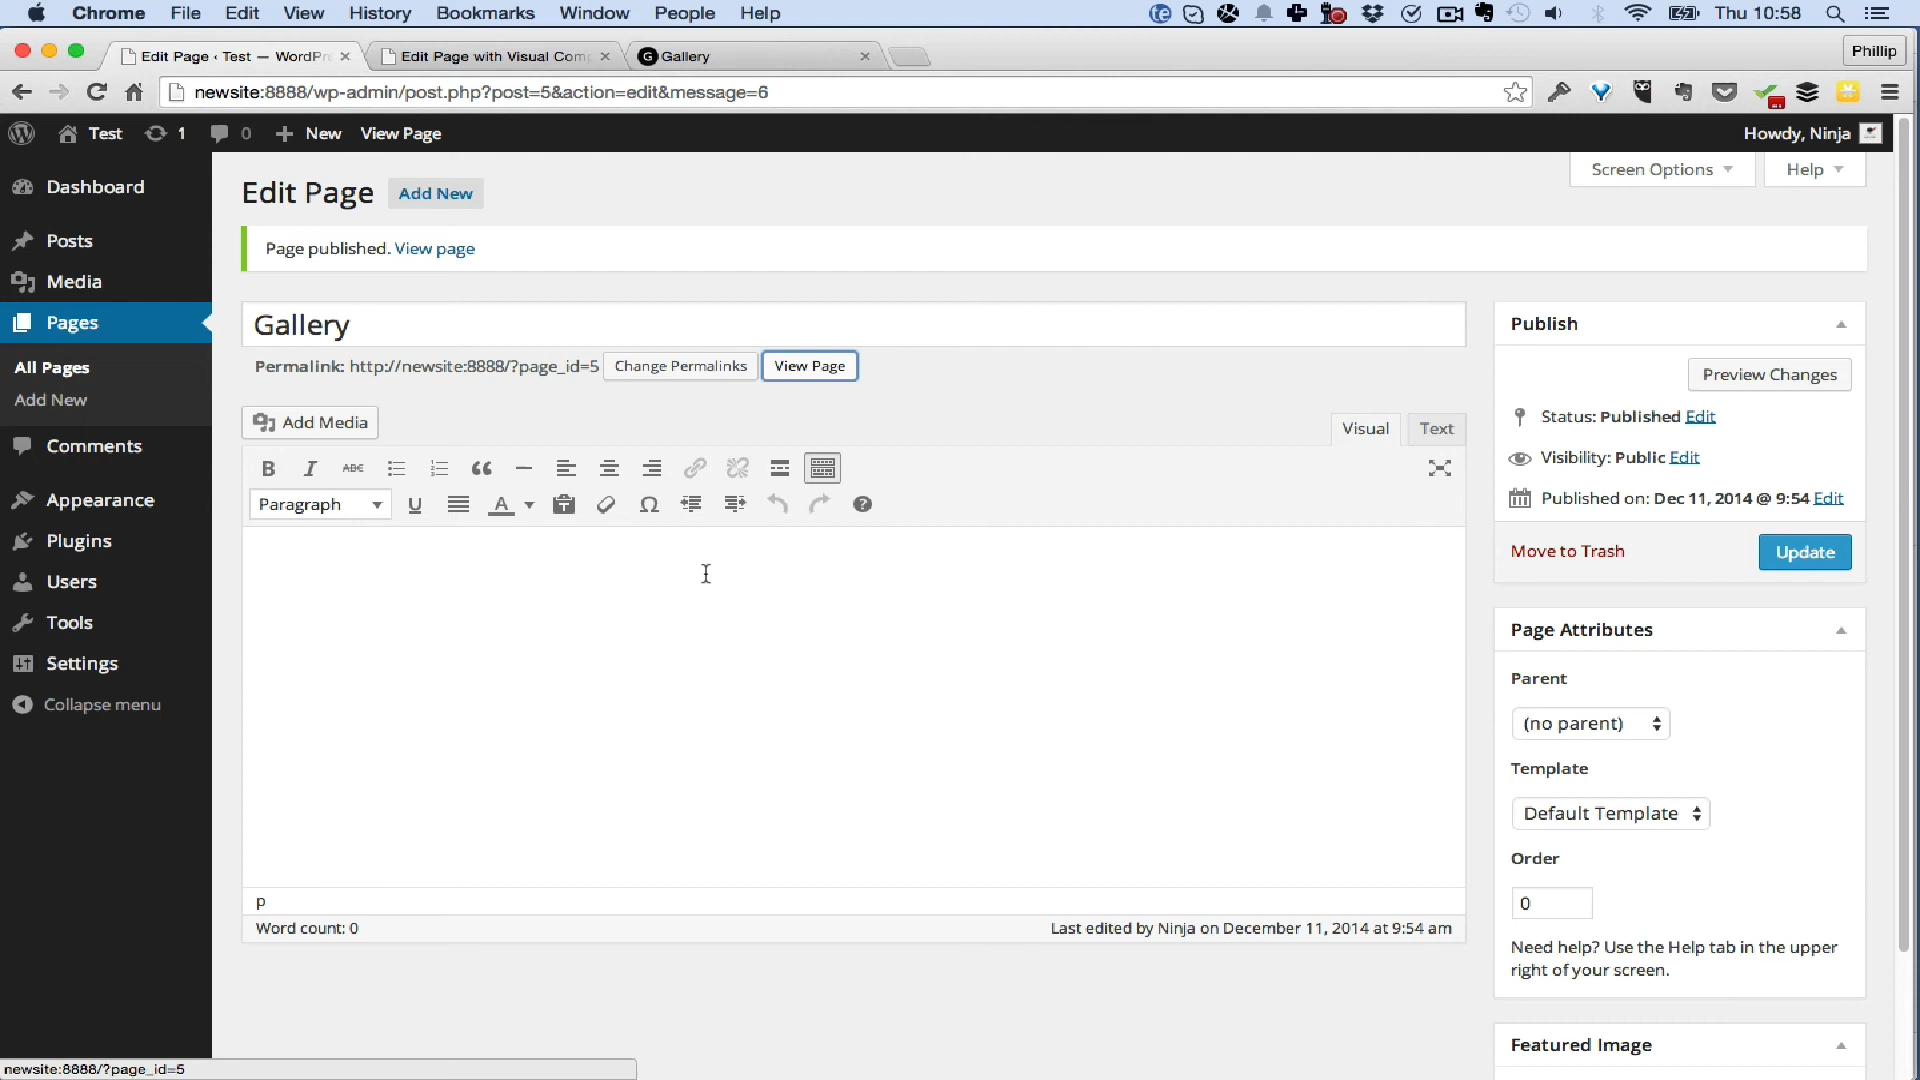 Chrome File Edit View History Bookmarks Window People Help Thu 10:58
Edit Page ‹ Test — WordPr Edit Page with Visual Comp Gallery Phillip
newsite:8888/wp-admin/post.php?post=5&action=edit&message=6
Test 1 0 New View Page Howdy, Ninja
Screen Options Help
Dashboard
Posts
Media
Pages
All Pages
Add New
Comments
Appearance
Plugins
Users
Tools
Settings
Collapse menu
Edit Page Add New
Page published. View page
Gallery
Permalink: http://newsite:8888/?page_id=5 Change Permalinks View Page
Add Media
Visual Text
B I ABC
Paragraph U A Ω
p
Word count: 0 Last edited by Ninja on December 11, 2014 at 9:54 am
Publish
Preview Changes
Status: Published Edit
Visibility: Public Edit
Published on: Dec 11, 2014 @ 9:54 Edit
Move to Trash Update
Page Attributes
Parent
(no parent)
Template
Default Template
Order
0
Need help? Use the Help tab in the upper
right of your screen.
Featured Image
newsite:8888/?page_id=5